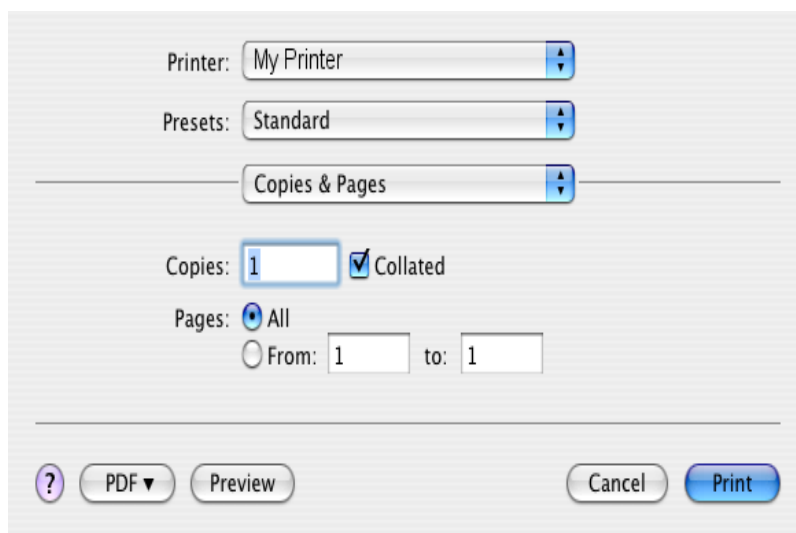 Printer: My Printer
Presets: Standard
Copies & Pages
Copies: 1 Collated
Pages: All
From: 1 to: 1
? PDF ▼ Preview Cancel Print